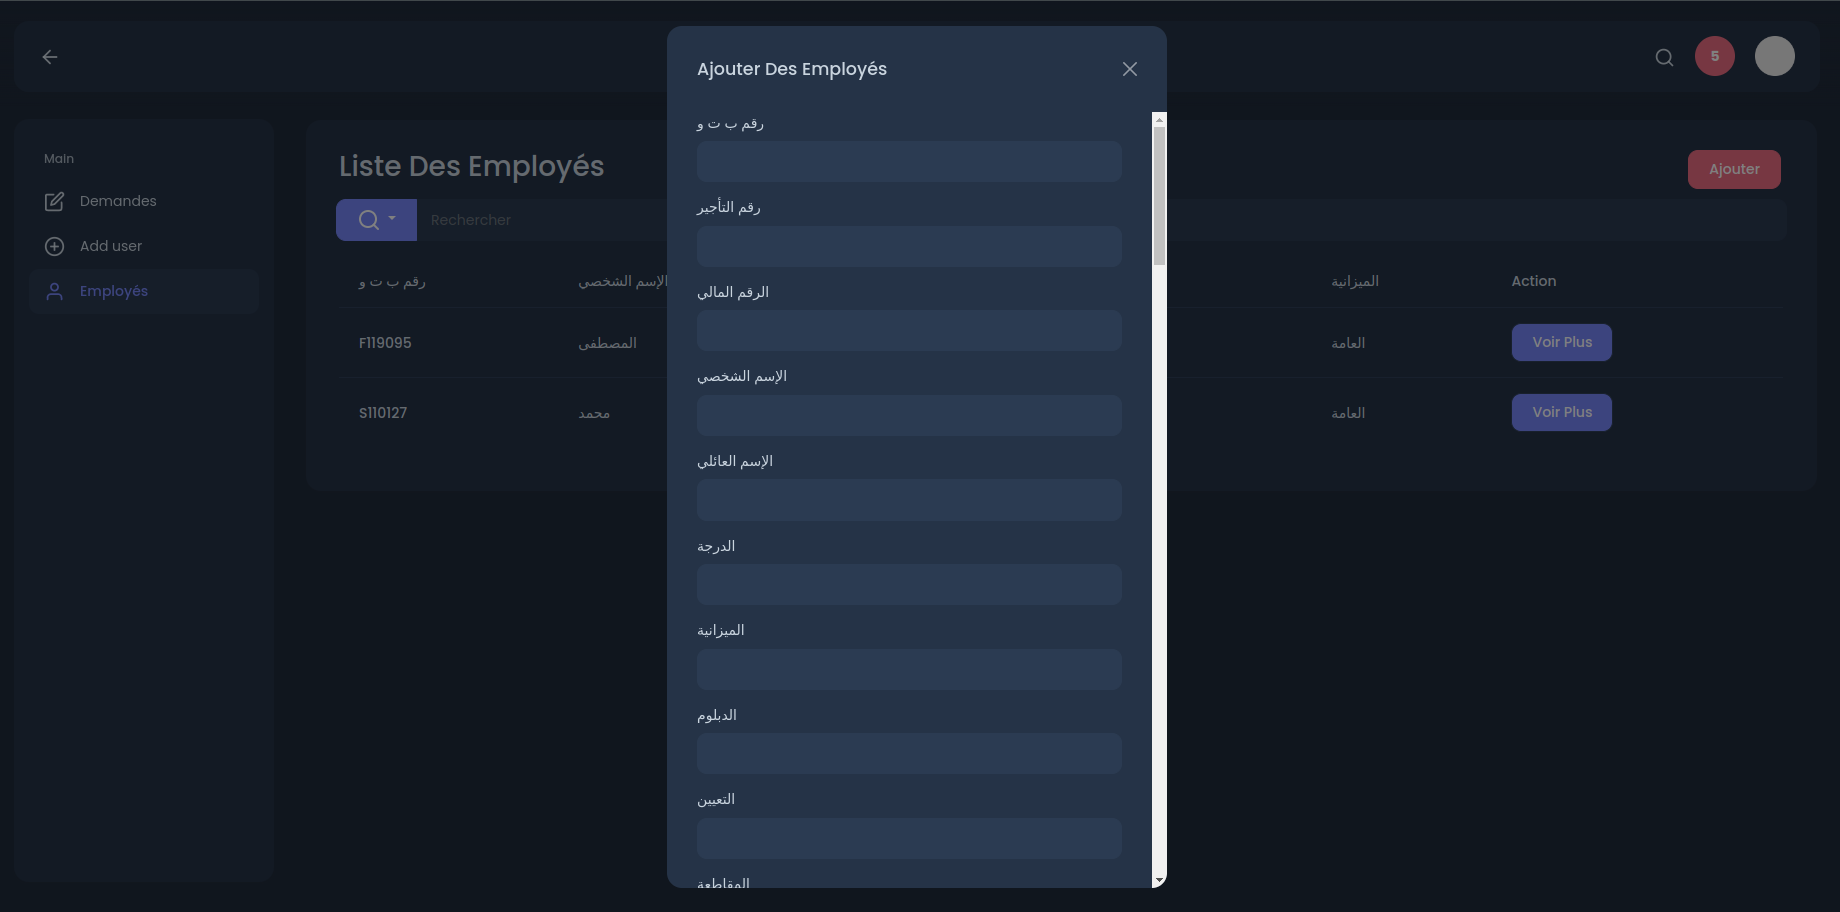 5
Main
Demandes
Add user
Employés
Liste Des Employés
Ajouter
Rechercher
رقم ب ت و
الإسم الشخصي
الميزانية
Action
F119095
المصطفى
العامة
Voir Plus
S110127
محمد
العامة
Voir Plus
Ajouter Des Employés
رقم ب ت و
رقم التأجير
الرقم المالي
الإسم الشخصي
الإسم العائلي
الدرجة
الميزانية
الدبلوم
التعيين
المقاطعة